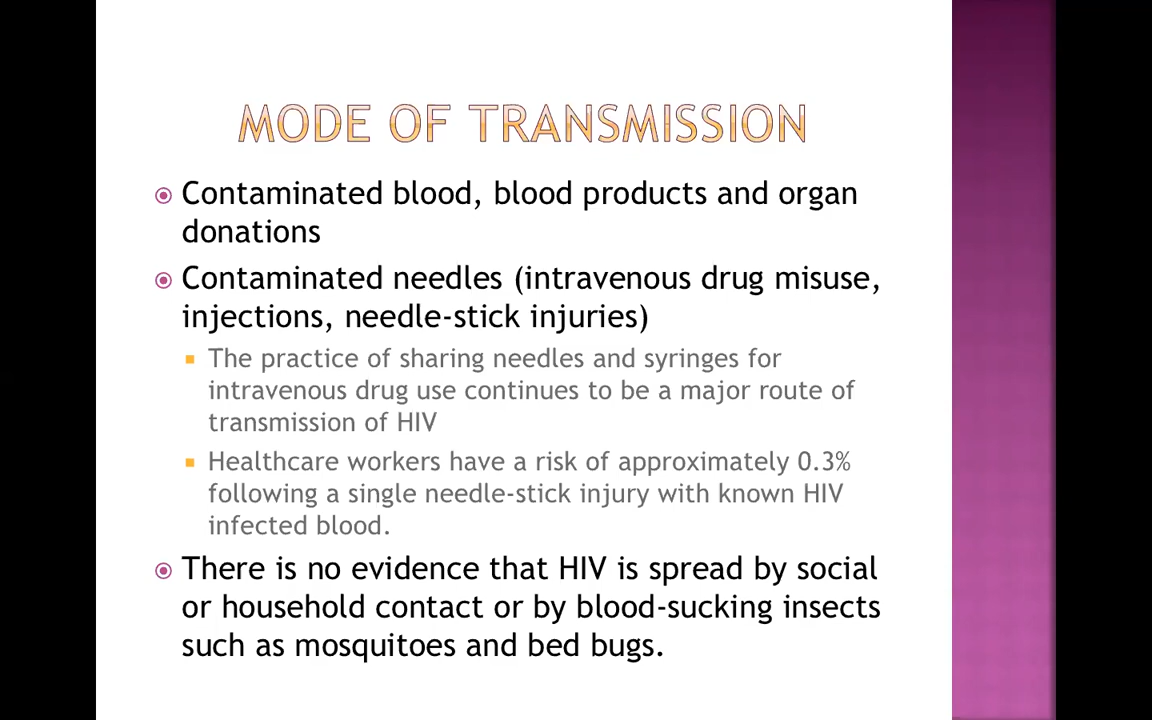 MODE OF TRANSMISSION
Contaminated blood, blood products and organ
donations
Contaminated needles (intravenous drug misuse,
injections, needle-stick injuries)
The practice of sharing needles and syringes for
intravenous drug use continues to be a major route of
transmission of HIV
Healthcare workers have a risk of approximately 0.3%
following a single needle-stick injury with known HIV
infected blood.
There is no evidence that HIV is spread by social
or household contact or by blood-sucking insects
such as mosquitoes and bed bugs.